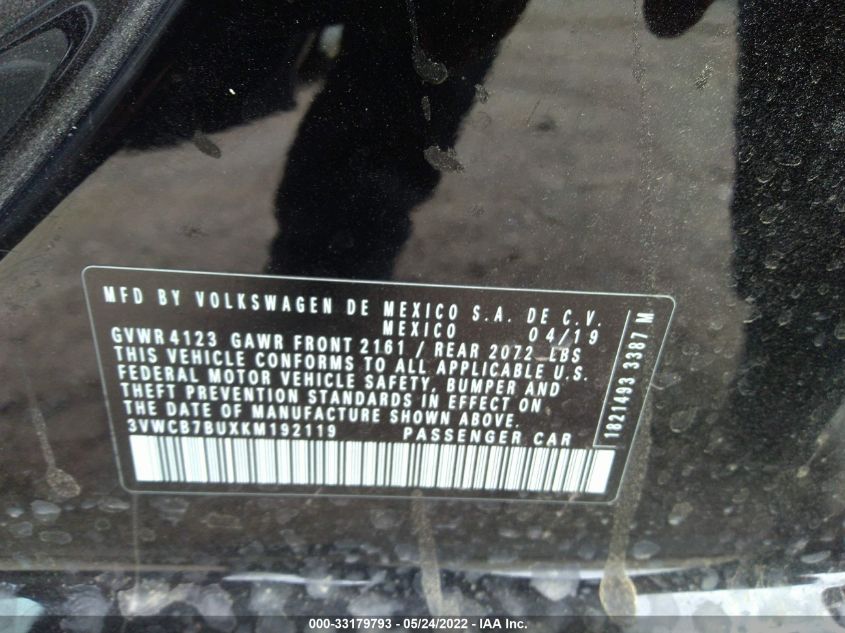 MFD BY VOLKSWAGEN DE MEXICO S.A. DE C.V.
MEXICO 04/19
GVWR 4123 GAWR FRONT 2161 / REAR 2072 LBS
THIS VEHICLE CONFORMS TO ALL APPLICABLE U.S.
FEDERAL MOTOR VEHICLE SAFETY, BUMPER AND
THEFT PREVENTION STANDARDS IN EFFECT ON
THE DATE OF MANUFACTURE SHOWN ABOVE.
3VWCB7BUXKM192119 PASSENGER CAR
1821493 3387 M
000-33179793 - 05/24/2022 - IAA Inc.